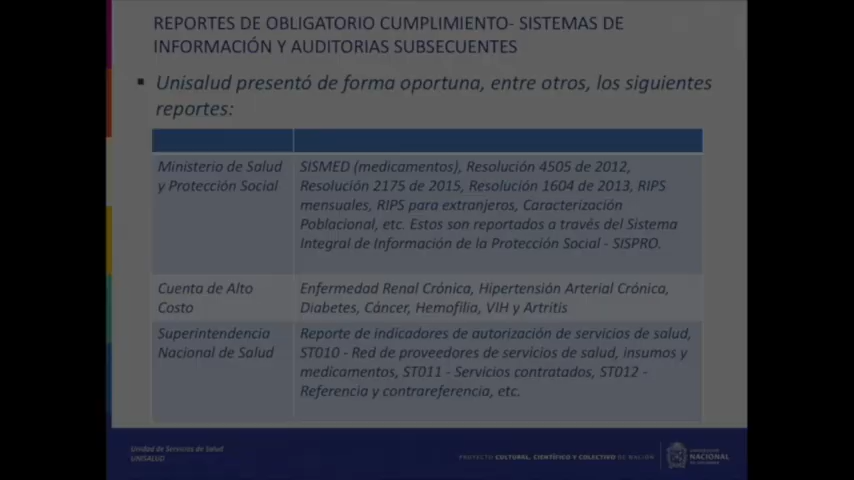 REPORTES DE OBLIGATORIO CUMPLIMIENTO- SISTEMAS DE
INFORMACIÓN Y AUDITORIAS SUBSECUENTES
▪ Unisalud presentó de forma oportuna, entre otros, los siguientes
reportes:
Ministerio de Salud
y Protección Social
SISMED (medicamentos), Resolución 4505 de 2012,
Resolución 2175 de 2015, Resolución 1604 de 2013, RIPS
mensuales, RIPS para extranjeros, Caracterización
Poblacional, etc. Estos son reportados a través del Sistema
Integral de Información de la Protección Social - SISPRO.
Cuenta de Alto
Costo
Enfermedad Renal Crónica, Hipertensión Arterial Crónica,
Diabetes, Cáncer, Hemofilia, VIH y Artritis
Superintendencia
Nacional de Salud
Reporte de indicadores de autorización de servicios de salud,
ST010 - Red de proveedores de servicios de salud, insumos y
medicamentos, ST011 - Servicios contratados, ST012 -
Referencia y contrareferencia, etc.
Unidad de Servicios de Salud
UNISALUD
PROYECTO CULTURAL, CIENTÍFICO Y COLECTIVO DE NACIÓN
UNIVERSIDAD
NACIONAL
DE COLOMBIA